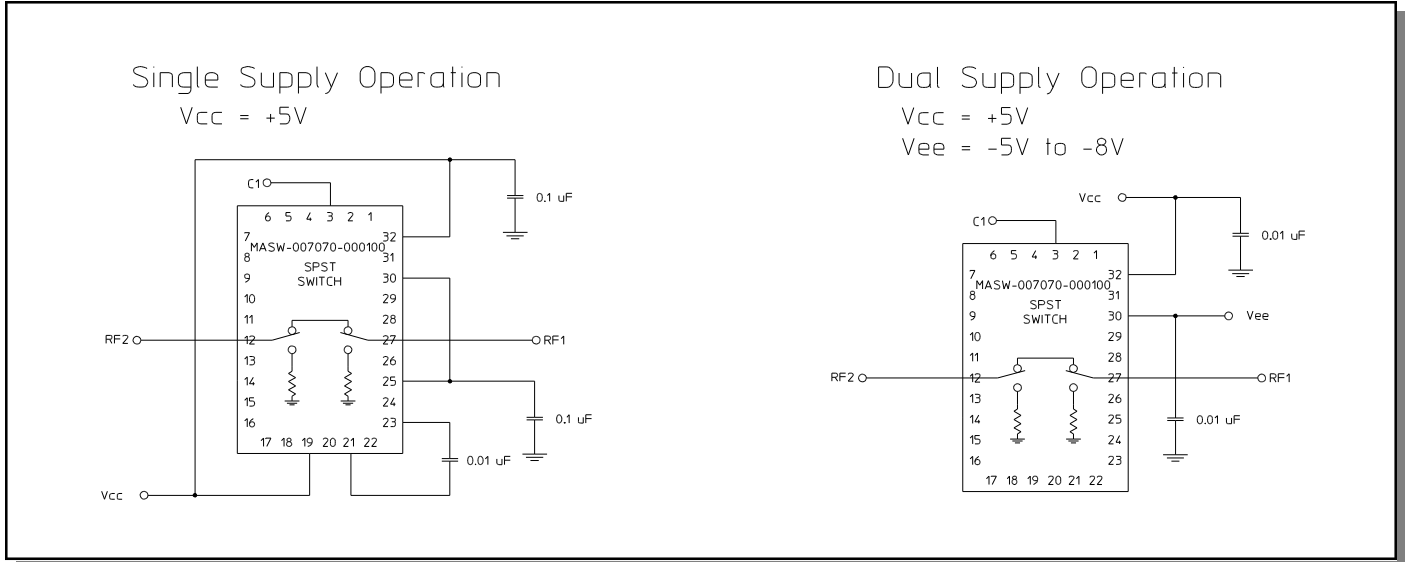 Single Supply Operation
Vcc = +5V
C1
0.1 uF
6 5 4 3 2 1
7 32
MASW-007070-000100
8 31
SPST
9 30
SWITCH
10 29
11 28
RF2 12 27 RF1
13 26
14 25
15 24
0.1 uF
16 23
17 18 19 20 21 22
0.01 uF
Vcc
Dual Supply Operation
Vcc = +5V
Vee = -5V to -8V
Vcc
C1
0.01 uF
6 5 4 3 2 1
7 32
MASW-007070-000100
8 31
SPST
9 30 Vee
SWITCH
10 29
11 28
RF2 12 27 RF1
13 26
14 25
0.01 uF
15 24
16 23
17 18 19 20 21 22